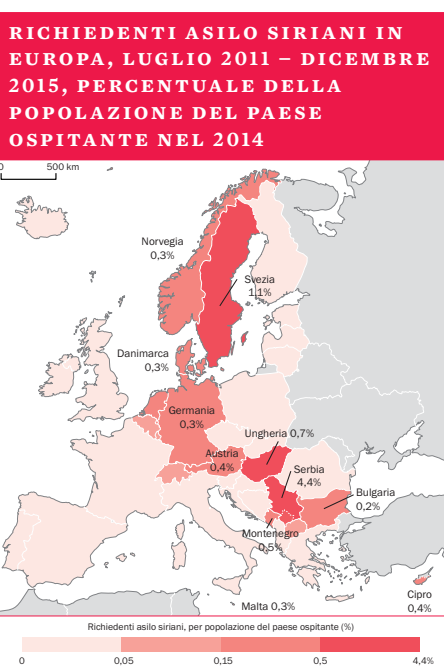 RICHIEDENTI ASILO SIRIANI IN
EUROPA, LUGLIO 2011 – DICEMBRE
2015, PERCENTUALE DELLA
POPOLAZIONE DEL PAESE
OSPITANTE NEL 2014
0 500 km
Norvegia
0,3%
Svezia
1,1%
Danimarca
0,3%
Germania
0,3%
Ungheria 0,7%
Austria
0,4%
Serbia
4,4%
Bulgaria
0,2%
Montenegro
0,5%
Cipro
0,4%
Malta 0,3%
Richiedenti asilo siriani, per popolazione del paese ospitante (%)
0 0,05 0,15 0,5 4,4%